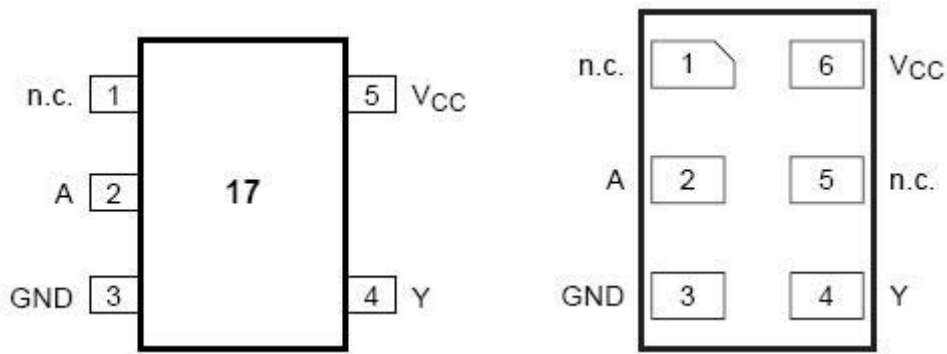 n.c. 1 5 VCC
A 2 17
GND 3 4 Y
n.c. 1 6 VCC
A 2 5 n.c.
GND 3 4 Y